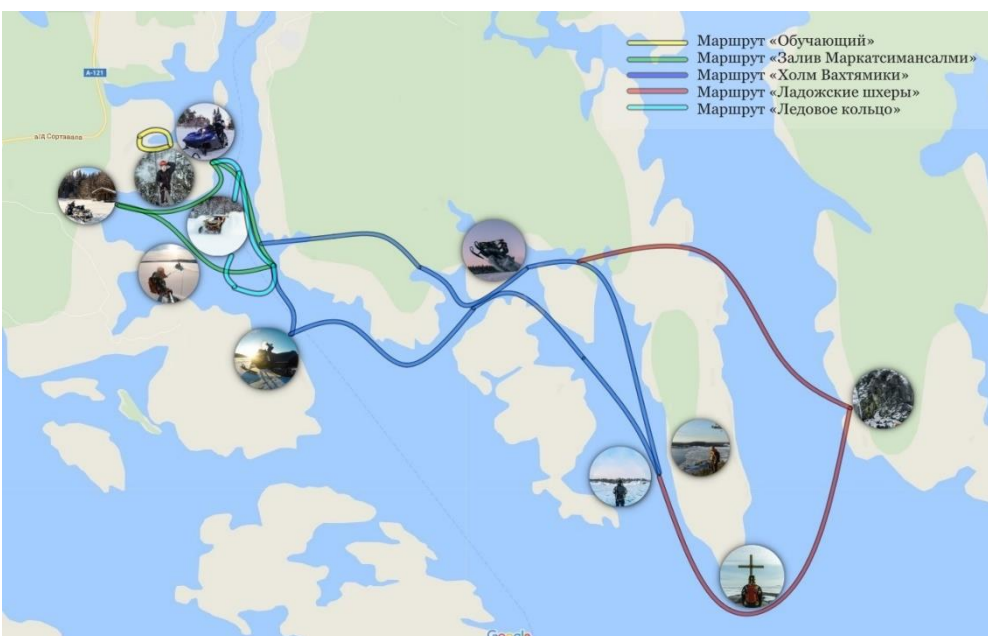 Маршрут «Обучающий»
Маршрут «Залив Маркатсимансалми»
Маршрут «Холм Вахтямики»
Маршрут «Ладожские шхеры»
Маршрут «Ледовое кольцо»
А-121
а/д Сортавала
Google